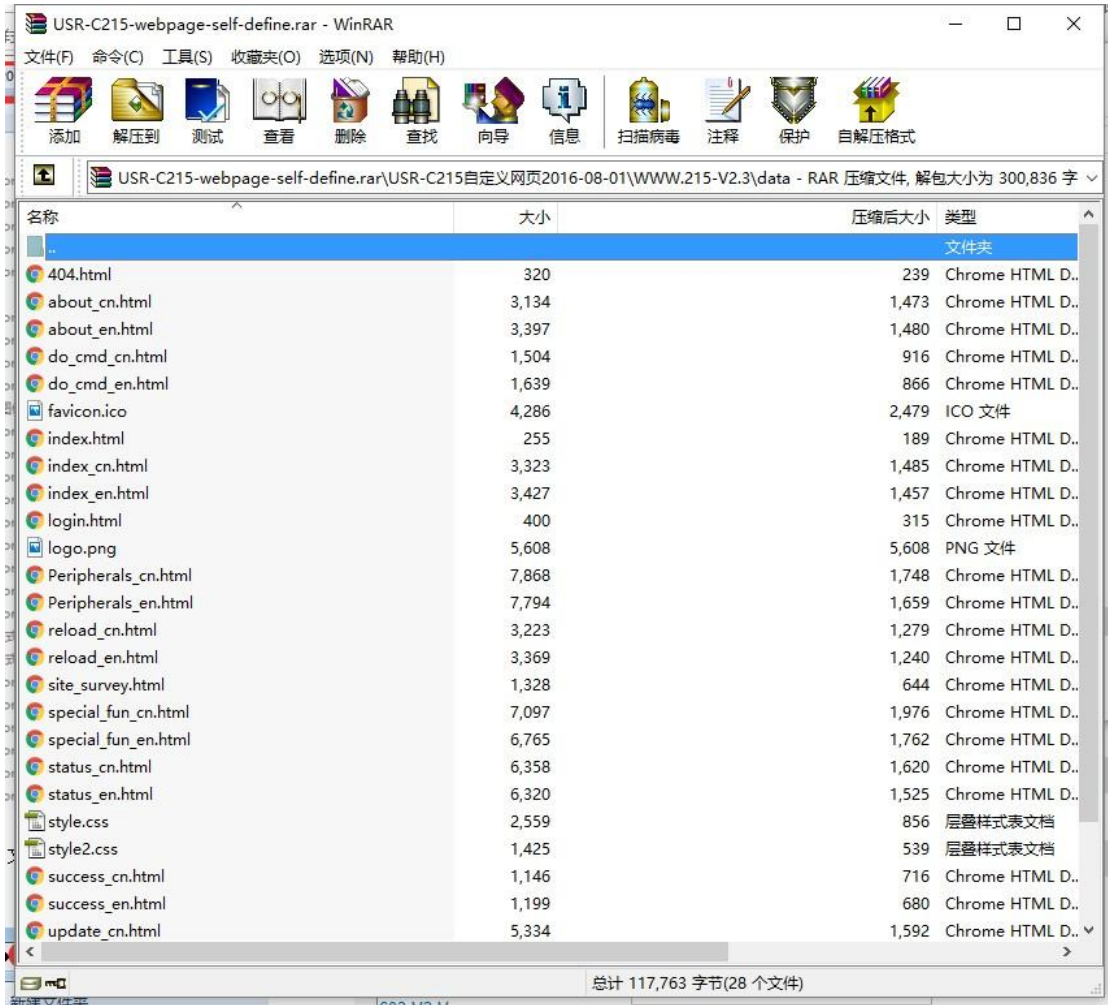 USR-C215-webpage-self-define.rar - WinRAR
文件(F) 命令(C) 工具(S) 收藏夹(O) 选项(N) 帮助(H)
添加 解压到 测试 查看 删除 查找 向导 信息 扫描病毒 注释 保护 自解压格式
USR-C215-webpage-self-define.rar\USR-C215自定义网页2016-08-01\WWW.215-V2.3\data - RAR 压缩文件, 解包大小为 300,836 字
名称 大小 压缩后大小 类型
.. 文件夹
404.html 320 239 Chrome HTML D..
about_cn.html 3,134 1,473 Chrome HTML D..
about_en.html 3,397 1,480 Chrome HTML D..
do_cmd_cn.html 1,504 916 Chrome HTML D..
do_cmd_en.html 1,639 866 Chrome HTML D..
favicon.ico 4,286 2,479 ICO 文件
index.html 255 189 Chrome HTML D..
index_cn.html 3,323 1,485 Chrome HTML D..
index_en.html 3,427 1,457 Chrome HTML D..
login.html 400 315 Chrome HTML D..
logo.png 5,608 5,608 PNG 文件
Peripherals_cn.html 7,868 1,748 Chrome HTML D..
Peripherals_en.html 7,794 1,659 Chrome HTML D..
reload_cn.html 3,223 1,279 Chrome HTML D..
reload_en.html 3,369 1,240 Chrome HTML D..
site_survey.html 1,328 644 Chrome HTML D..
special_fun_cn.html 7,097 1,976 Chrome HTML D..
special_fun_en.html 6,765 1,762 Chrome HTML D..
status_cn.html 6,358 1,620 Chrome HTML D..
status_en.html 6,320 1,525 Chrome HTML D..
style.css 2,559 856 层叠样式表文档
style2.css 1,425 539 层叠样式表文档
success_cn.html 1,146 716 Chrome HTML D..
success_en.html 1,199 680 Chrome HTML D..
update_cn.html 5,334 1,592 Chrome HTML D..
总计 117,763 字节(28 个文件)